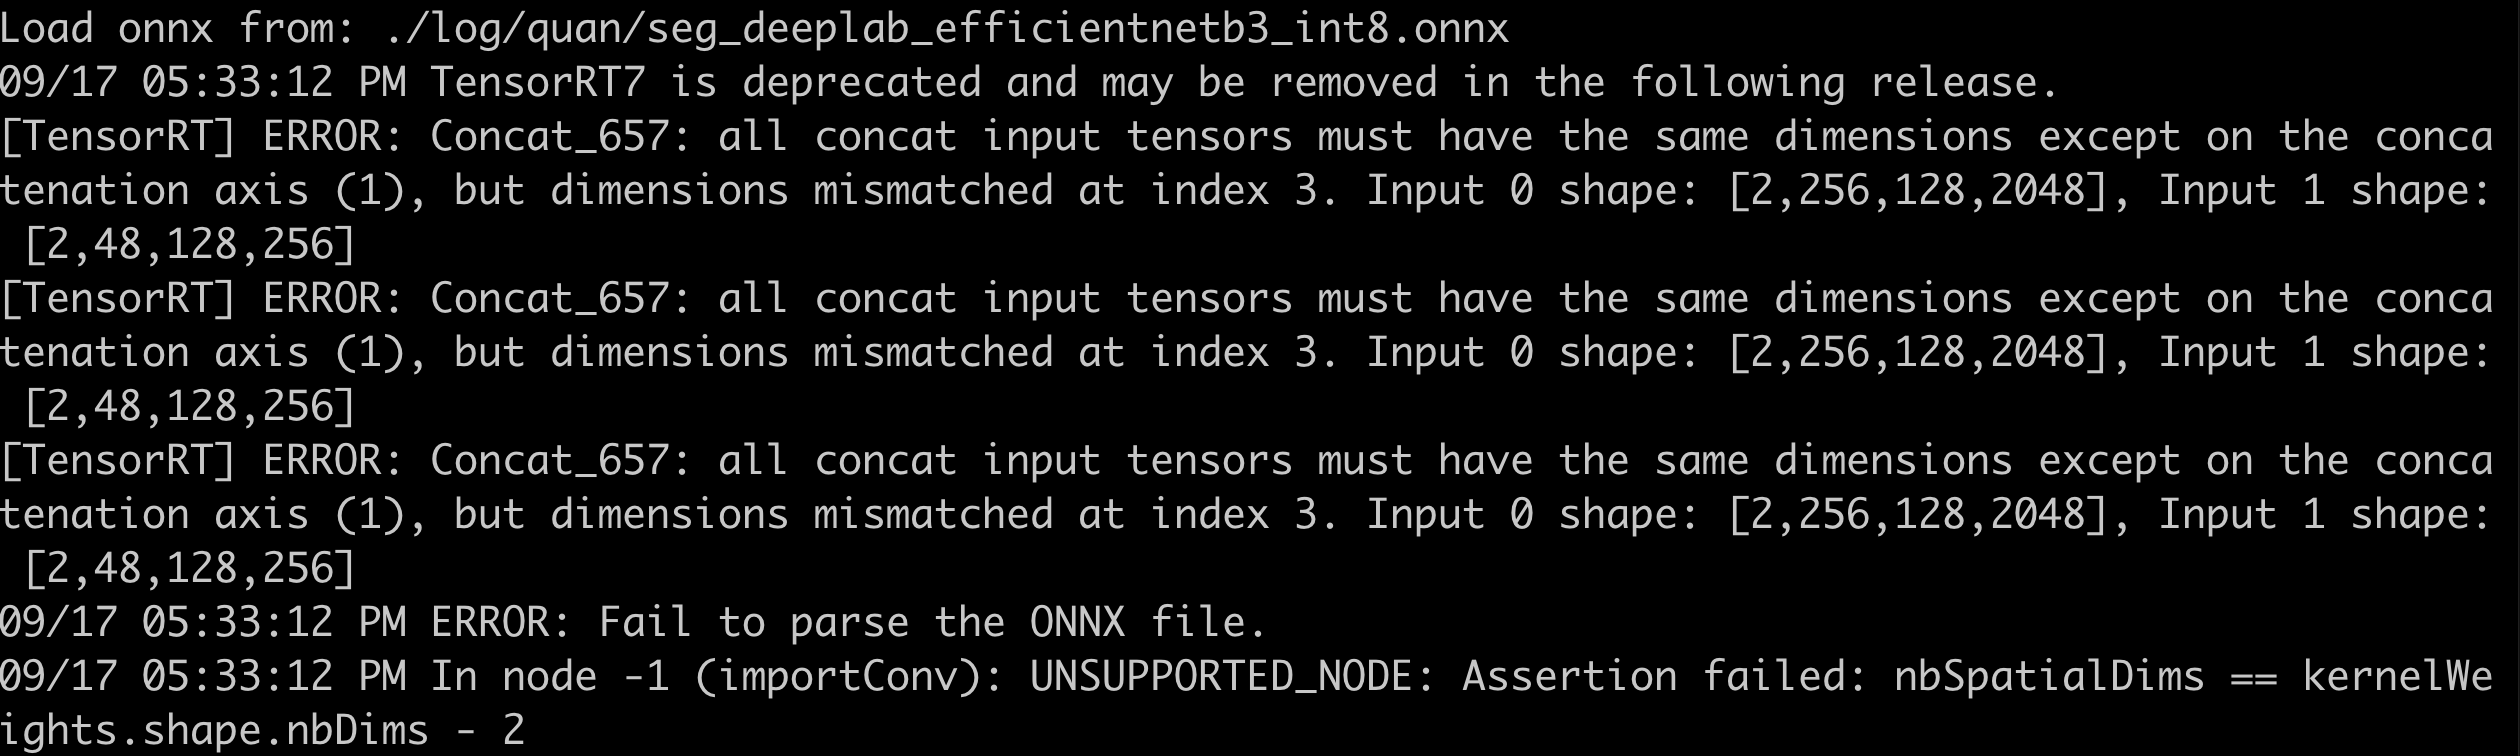 Load onnx from: ./log/quan/seg_deeplab_efficientnetb3_int8.onnx
09/17 05:33:12 PM TensorRT7 is deprecated and may be removed in the following release.
[TensorRT] ERROR: Concat_657: all concat input tensors must have the same dimensions except on the conca
tenation axis (1), but dimensions mismatched at index 3. Input 0 shape: [2,256,128,2048], Input 1 shape:
 [2,48,128,256]
[TensorRT] ERROR: Concat_657: all concat input tensors must have the same dimensions except on the conca
tenation axis (1), but dimensions mismatched at index 3. Input 0 shape: [2,256,128,2048], Input 1 shape:
 [2,48,128,256]
[TensorRT] ERROR: Concat_657: all concat input tensors must have the same dimensions except on the conca
tenation axis (1), but dimensions mismatched at index 3. Input 0 shape: [2,256,128,2048], Input 1 shape:
 [2,48,128,256]
09/17 05:33:12 PM ERROR: Fail to parse the ONNX file.
09/17 05:33:12 PM In node -1 (importConv): UNSUPPORTED_NODE: Assertion failed: nbSpatialDims == kernelWe
ights.shape.nbDims - 2